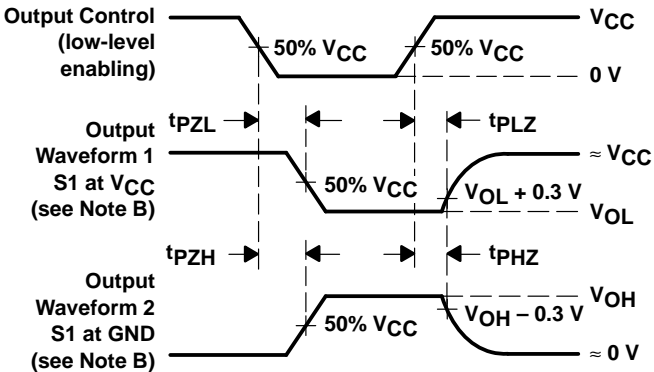 Output Control
(low-level
enabling)
50% VCC
50% VCC
VCC
0 V
tPZL
tPLZ
Output
Waveform 1
S1 at VCC
(see Note B)
50% VCC
VOL + 0.3 V
≈ VCC
VOL
tPZH
tPHZ
Output
Waveform 2
S1 at GND
(see Note B)
50% VCC
VOH – 0.3 V
VOH
≈ 0 V